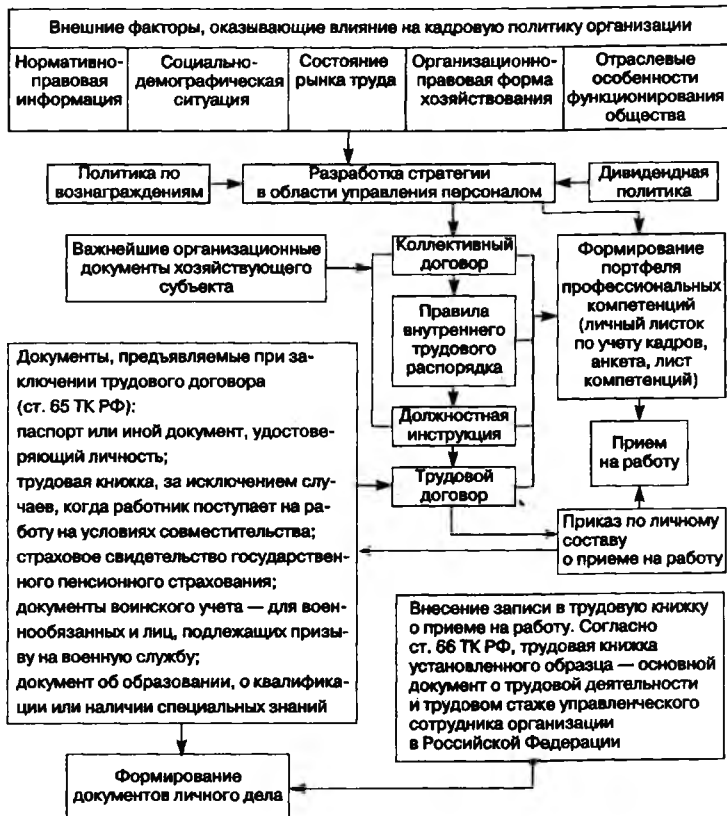 Внешние факторы, оказывающие влияние на кадровую политику организации
Нормативно-
правовая
информация
Социально-
демографическая
ситуация
Состояние
рынка труда
Организационно-
правовая форма
хозяйствования
Отраслевые
особенности
функционирования
общества
Политика по
вознаграждениям
Разработка стратегии
в области управления персоналом
Дивидендная
политика
Важнейшие организационные
документы хозяйствующего
субъекта
Коллективный
договор
Правила
внутреннего
трудового
распорядка
Должностная
инструкция
Трудовой
договор
Формирование
портфеля
профессиональных
компетенций
(личный листок
по учету кадров,
анкета, лист
компетенций)
Прием
на работу
Приказ по личному
составу
о приеме на работу
Документы, предъявляемые при за-
ключении трудового договора
(ст. 65 ТК РФ):
паспорт или иной документ, удостове-
ряющий личность;
трудовая книжка, за исключением слу-
чаев, когда работник поступает на ра-
боту на условиях совместительства;
страховое свидетельство государствен-
ного пенсионного страхования;
документы воинского учета — для воен-
нообязанных и лиц, подлежащих призы-
ву на военную службу;
документ об образовании, о квалифика-
ции или наличии специальных знаний
Внесение записи в трудовую книжку
о приеме на работу. Согласно
ст. 66 ТК РФ, трудовая книжка
установленного образца — основной
документ о трудовой деятельности
и трудовом стаже управленческого
сотрудника организации
в Российской Федерации
Формирование
документов личного дела